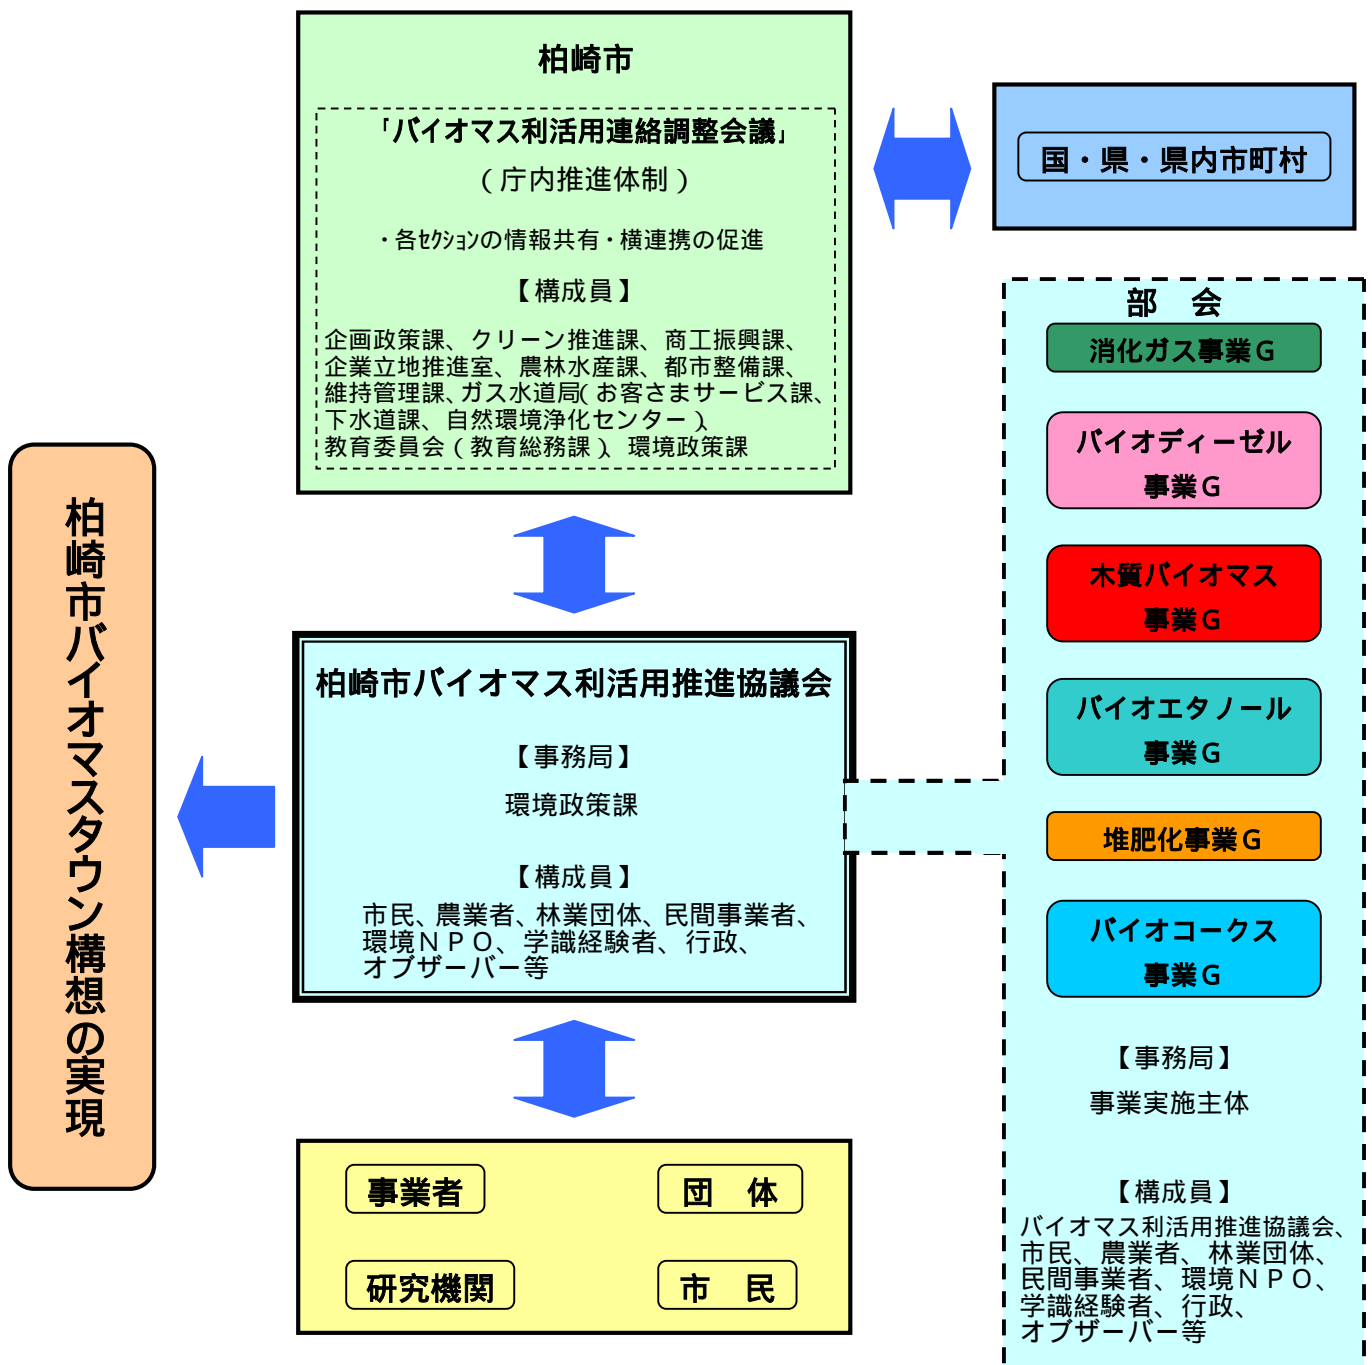 柏崎市
「バイオマス利活用連絡調整会議」
（庁内推進体制）
・各ｾｸｼｮﾝの情報共有・横連携の促進
【構成員】
企画政策課、クリーン推進課、商工振興課、
企業立地推進室、農林水産課、都市整備課、
維持管理課、ガス水道局(お客さまサービス課、
下水道課、自然環境浄化センター）、
教育委員会（教育総務課）、環境政策課
国・県・県内市町村
柏崎市バイオマスタウン構想の実現
柏崎市バイオマス利活用推進協議会
【事務局】
環境政策課
【構成員】
市民、農業者、林業団体、民間事業者、
環境ＮＰＯ、学識経験者、行政、
オブザーバー等
事業者
団　体
研究機関
市　民
部　会
消化ガス事業Ｇ
バイオディーゼル
事業Ｇ
木質バイオマス
事業Ｇ
バイオエタノール
事業Ｇ
堆肥化事業Ｇ
バイオコークス
事業Ｇ
【事務局】
事業実施主体
【構成員】
バイオマス利活用推進協議会、
市民、農業者、林業団体、
民間事業者、環境ＮＰＯ、
学識経験者、行政、
オブザーバー等